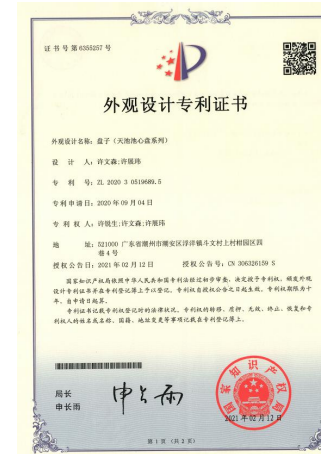 证书号第6355257号
外观设计专利证书
外观设计名称：盘子（天池池心盘系列）
设 计 人：许文森;许展玮
专 利 号：ZL 2020 3 0519689.5
专利申请日：2020年09月04日
专利权人：许锐生;许文森;许展玮
地 址：521000 广东省潮州市潮安区浮洋镇斗文村上村柑园区四
巷4号
授权公告日：2021年02月12日 授权公告号：CN 306326159 S
国家知识产权局依照中华人民共和国专利法经过初步审查，决定授予专利权，颁发外观
设计专利证书并在专利登记簿上予以登记。专利权自授权公告之日起生效。专利权期限为十
年，自申请日起算。
专利证书记载专利权登记时的法律状况。专利权的转移、质押、无效、终止、恢复和专
利权人的姓名或名称、国籍、地址变更等事项记载在专利登记簿上。
局长
申长雨
申长雨
国家知识产权局
2021年02月12日
第 1 页 （共 2 页）